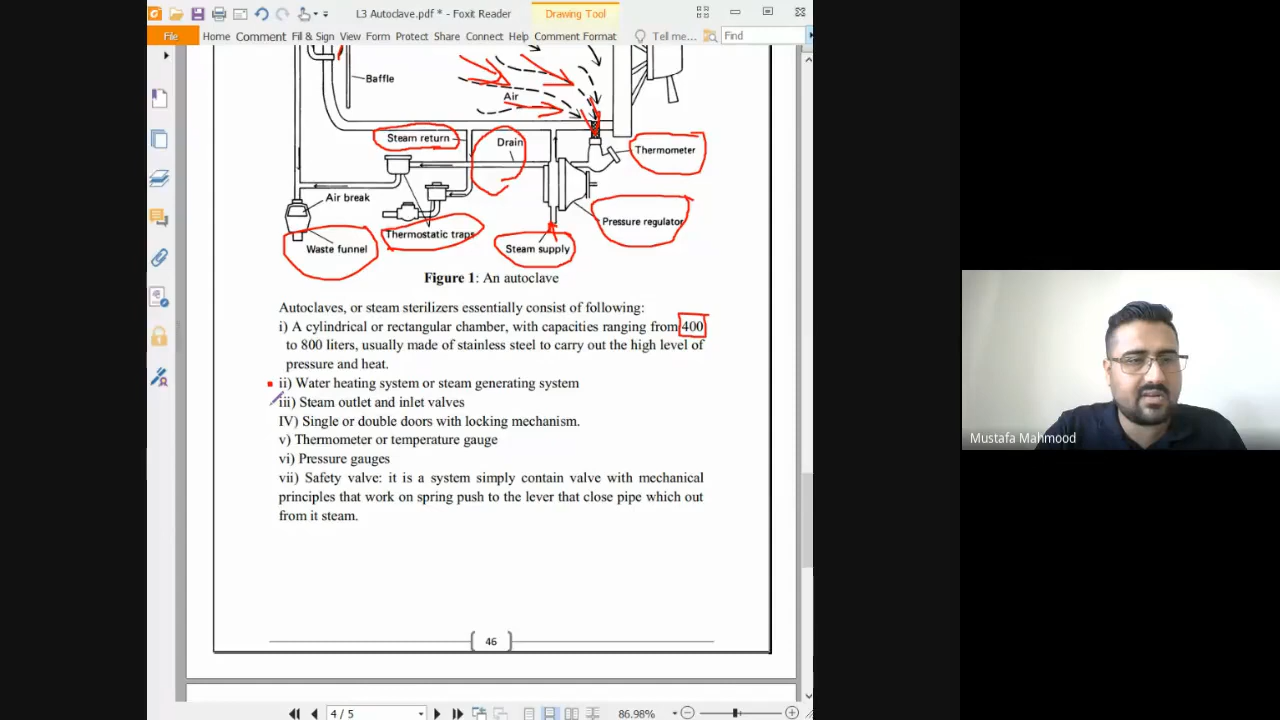 L3 Autoclave.pdf * - Foxit Reader
Drawing Tool
File Home Comment Fill & Sign View Form Protect Share Connect Help Comment Format Tell me... Find
Baffle
Air
Steam return
Drain
Thermometer
Air break
Pressure regulator
Thermostatic traps
Waste funnel
Steam supply
Figure 1: An autoclave
Autoclaves, or steam sterilizers essentially consist of following:
i) A cylindrical or rectangular chamber, with capacities ranging from 400
to 800 liters, usually made of stainless steel to carry out the high level of
pressure and heat.
ii) Water heating system or steam generating system
iii) Steam outlet and inlet valves
IV) Single or double doors with locking mechanism.
v) Thermometer or temperature gauge
vi) Pressure gauges
vii) Safety valve: it is a system simply contain valve with mechanical
principles that work on spring push to the lever that close pipe which out
from it steam.
46
4 / 5
86.98%
Mustafa Mahmood